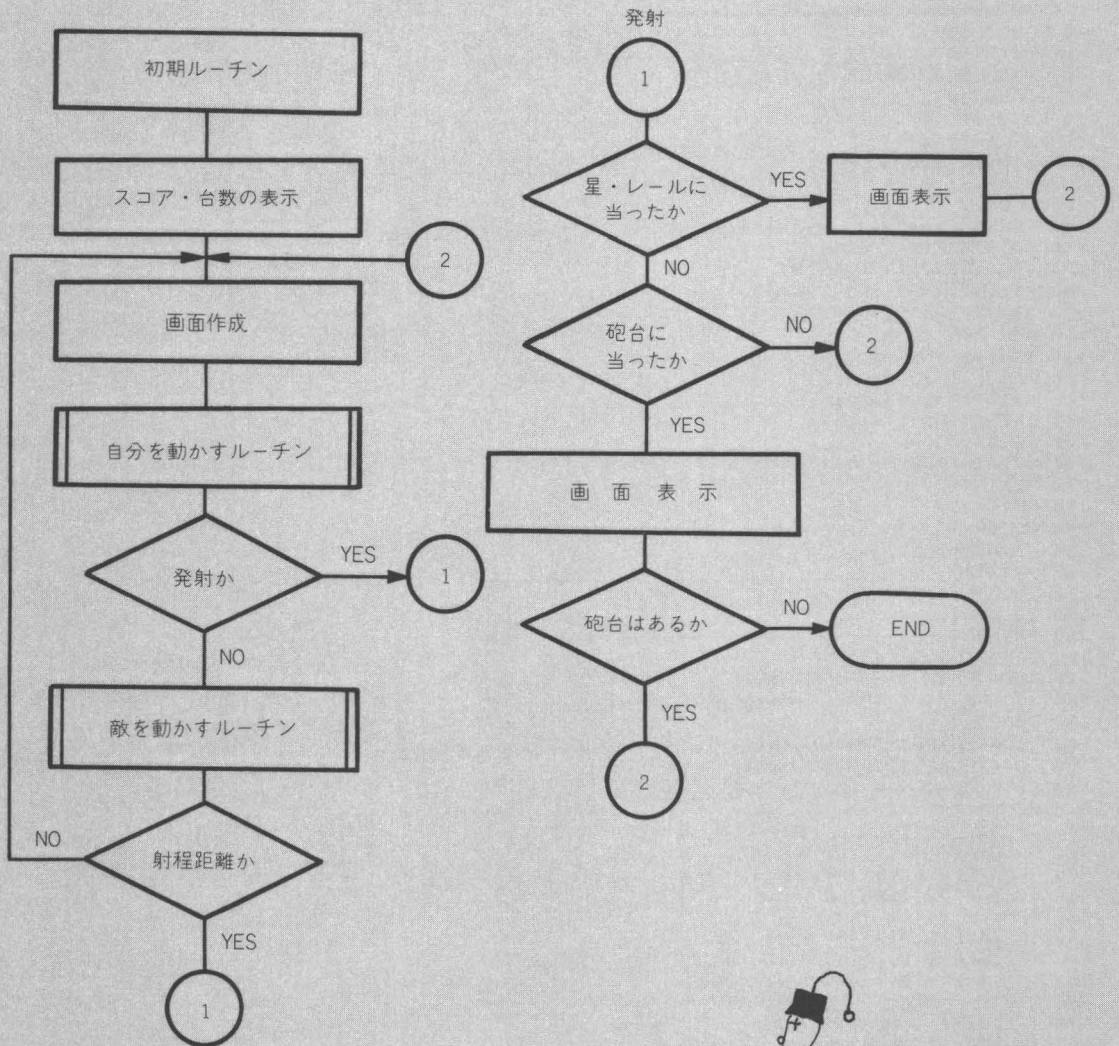 初期ルーチン
スコア・台数の表示
2
画面作成
自分を動かすルーチン
発射か
YES
1
NO
敵を動かすルーチン
射程距離か
NO
YES
1
発射
1
星・レールに
当ったか
YES
画面表示
2
NO
砲台に
当ったか
NO
2
YES
画 面 表 示
砲台はあるか
NO
END
YES
2